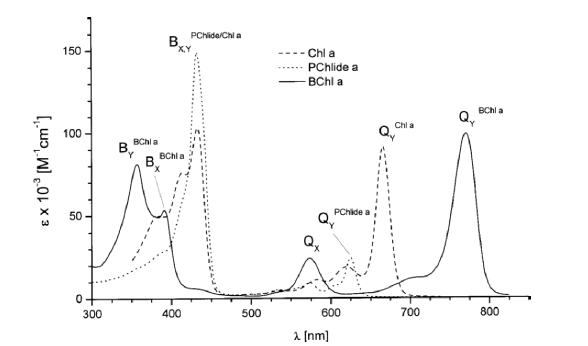 B_X,Y^PChlide/Chl a
Chl a
PChlide a
BChl a
B_Y^BChl a
B_X^BChl a
Q_Y^Chl a
Q_Y^BChl a
Q_Y^PChlide a
Q_X
ε x 10⁻³ [M⁻¹cm⁻¹]
150
100
50
0
300 400 500 600 700 800
λ [nm]